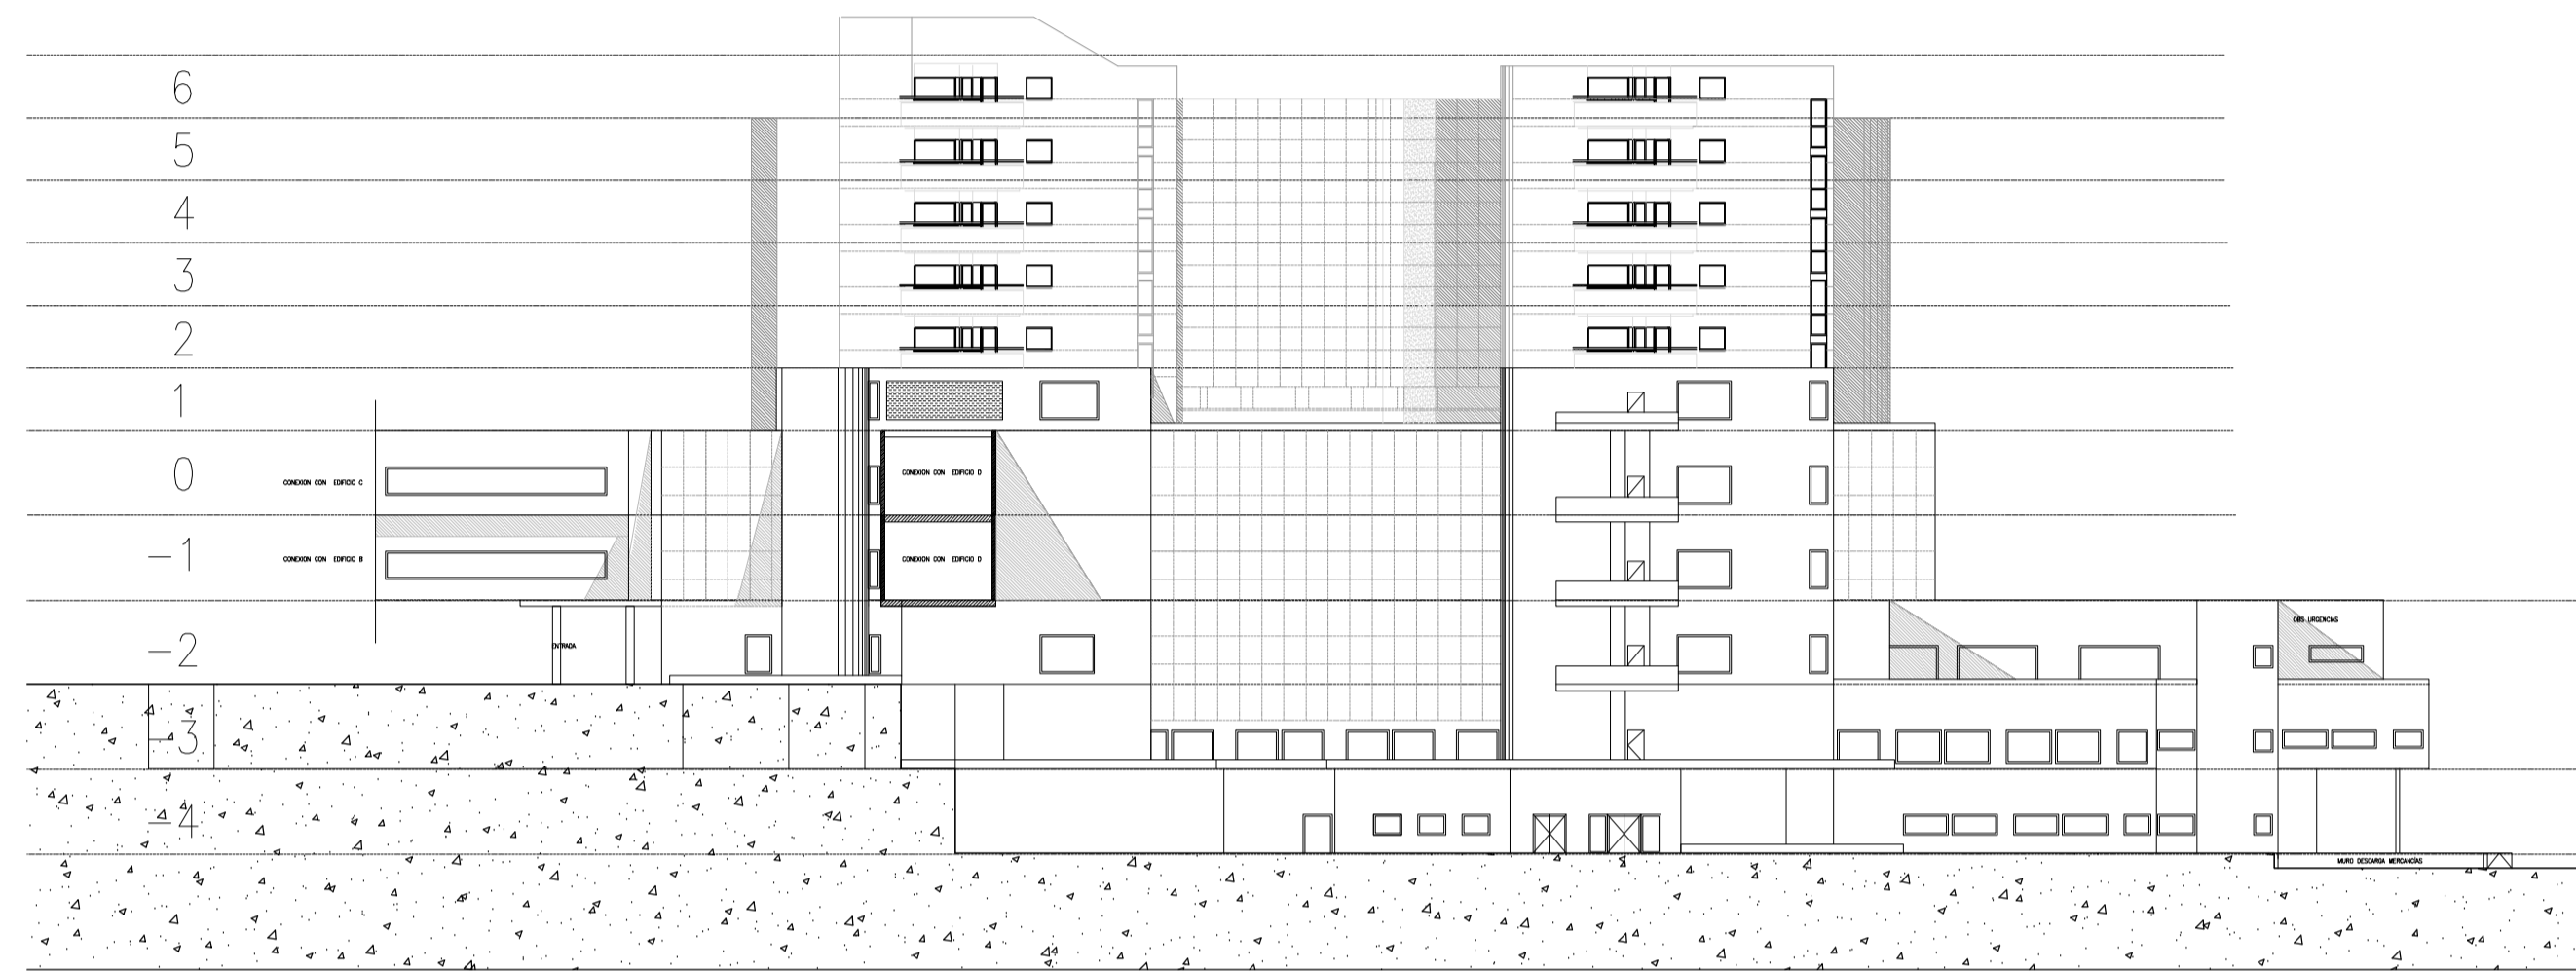 6
5
4
3
2
1
0
CONEXION CON EDIFICIO C
CONEXION CON EDIFICIO D
-1
CONEXION CON EDIFICIO B
CONEXION CON EDIFICIO D
-2
ENTRADA
OBS URGENCIAS
-3
-4
MURO DESCARGA MERCANCÍAS